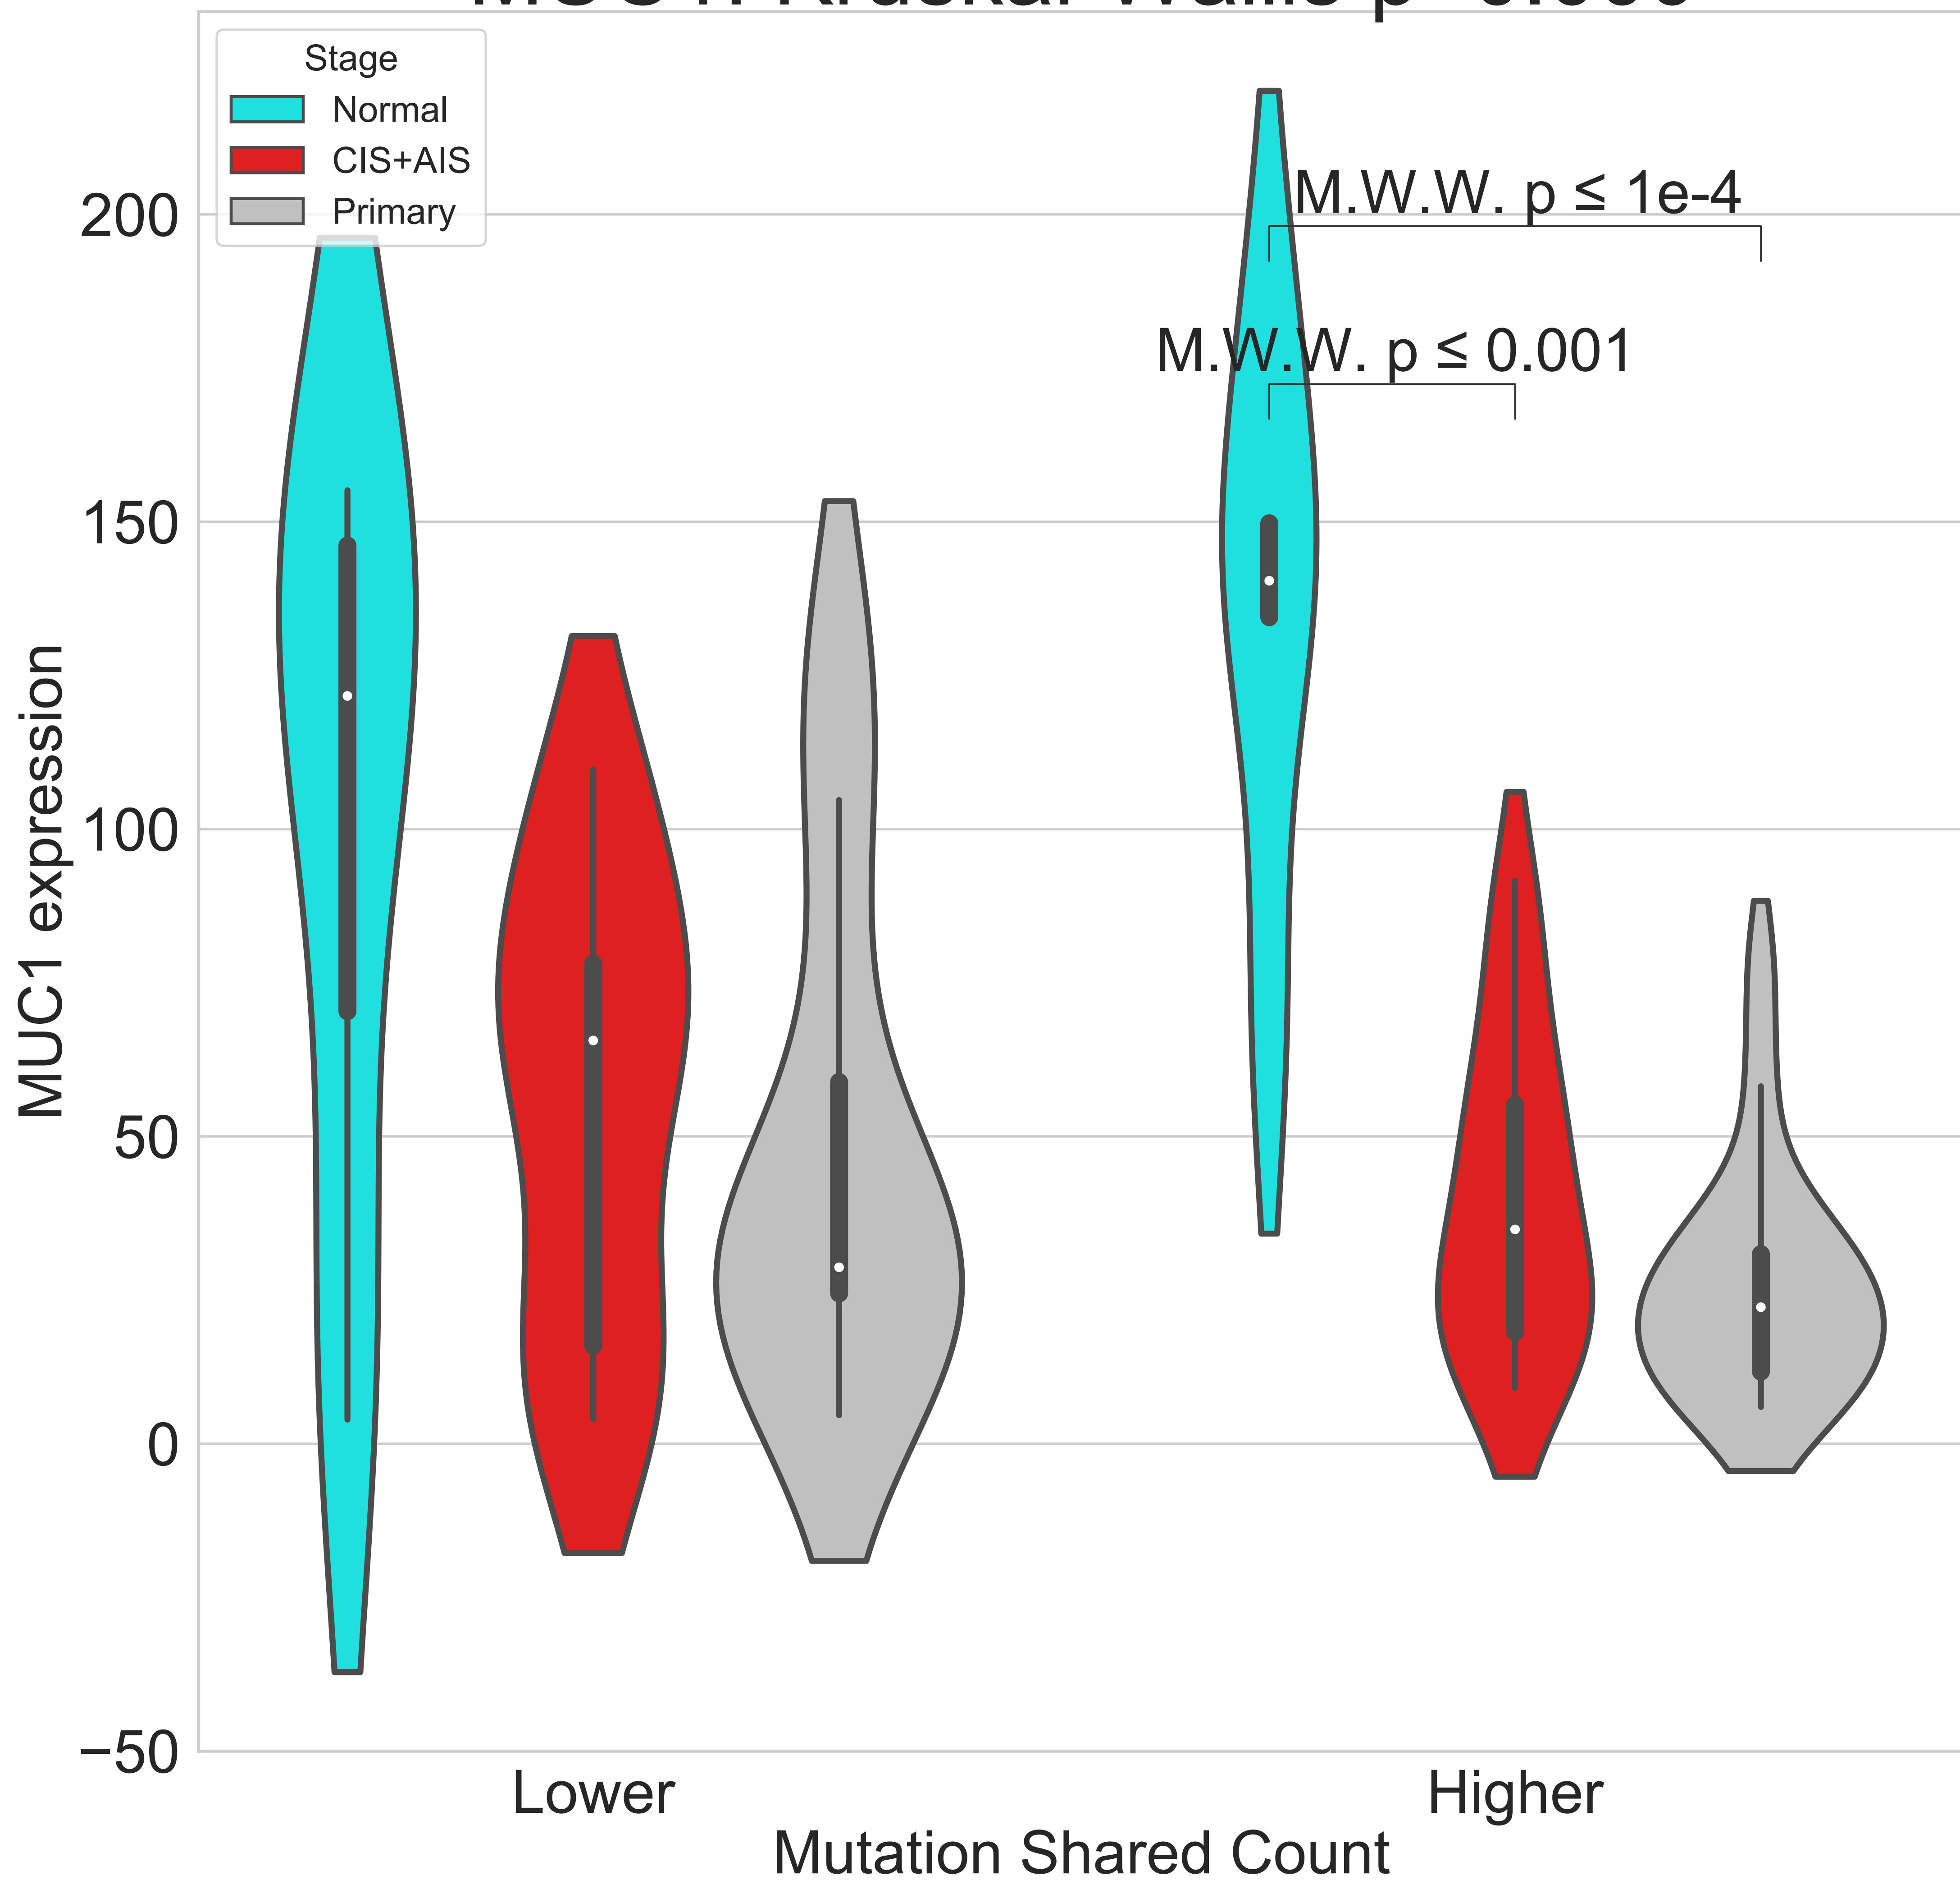 Stage
Normal
CIS+AIS
Primary
M.W.W. p ≤ 1e-4
M.W.W. p ≤ 0.001
200
150
100
50
0
−50
MUC1 expression
Lower
Higher
Mutation Shared Count